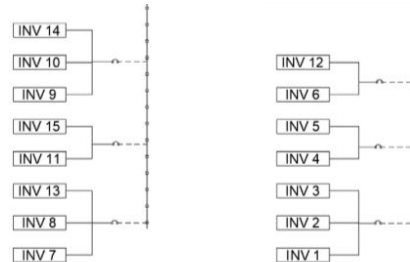 INV 14
INV 10
INV 9
INV 15
INV 11
INV 13
INV 8
INV 7
INV 12
INV 6
INV 5
INV 4
INV 3
INV 2
INV 1